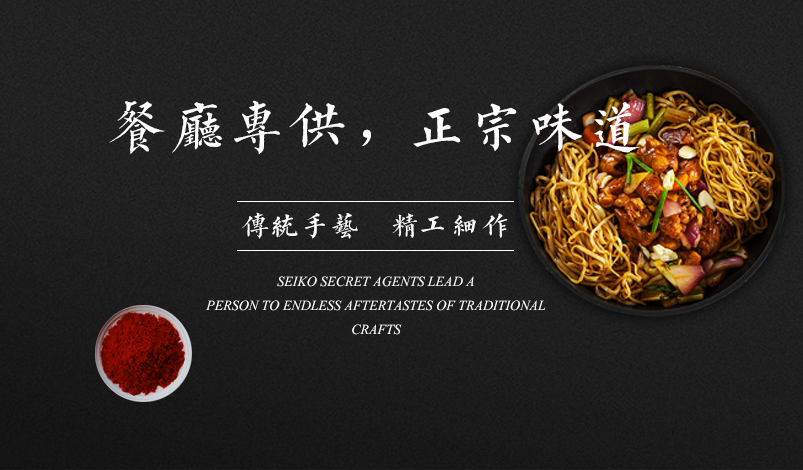 餐廳專供，正宗味道
傳統手藝 精工細作
SEIKO SECRET AGENTS LEAD A
PERSON TO ENDLESS AFTERTASTES OF TRADITIONAL
CRAFTS